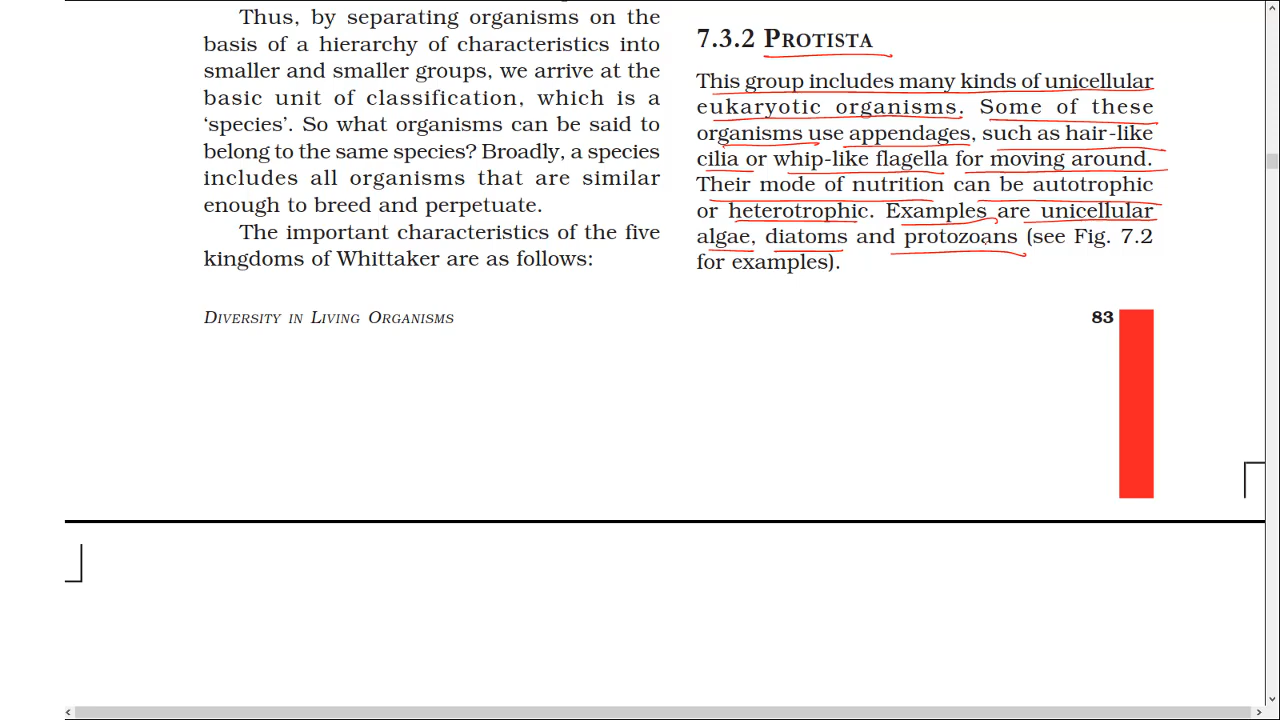 Thus, by separating organisms on the
basis of a hierarchy of characteristics into
smaller and smaller groups, we arrive at the
basic unit of classification, which is a
‘species’. So what organisms can be said to
belong to the same species? Broadly, a species
includes all organisms that are similar
enough to breed and perpetuate.
The important characteristics of the five
kingdoms of Whittaker are as follows:
7.3.2 PROTISTA
This group includes many kinds of unicellular
eukaryotic organisms. Some of these
organisms use appendages, such as hair-like
cilia or whip-like flagella for moving around.
Their mode of nutrition can be autotrophic
or heterotrophic. Examples are unicellular
algae, diatoms and protozoans (see Fig. 7.2
for examples).
DIVERSITY IN LIVING ORGANISMS
83